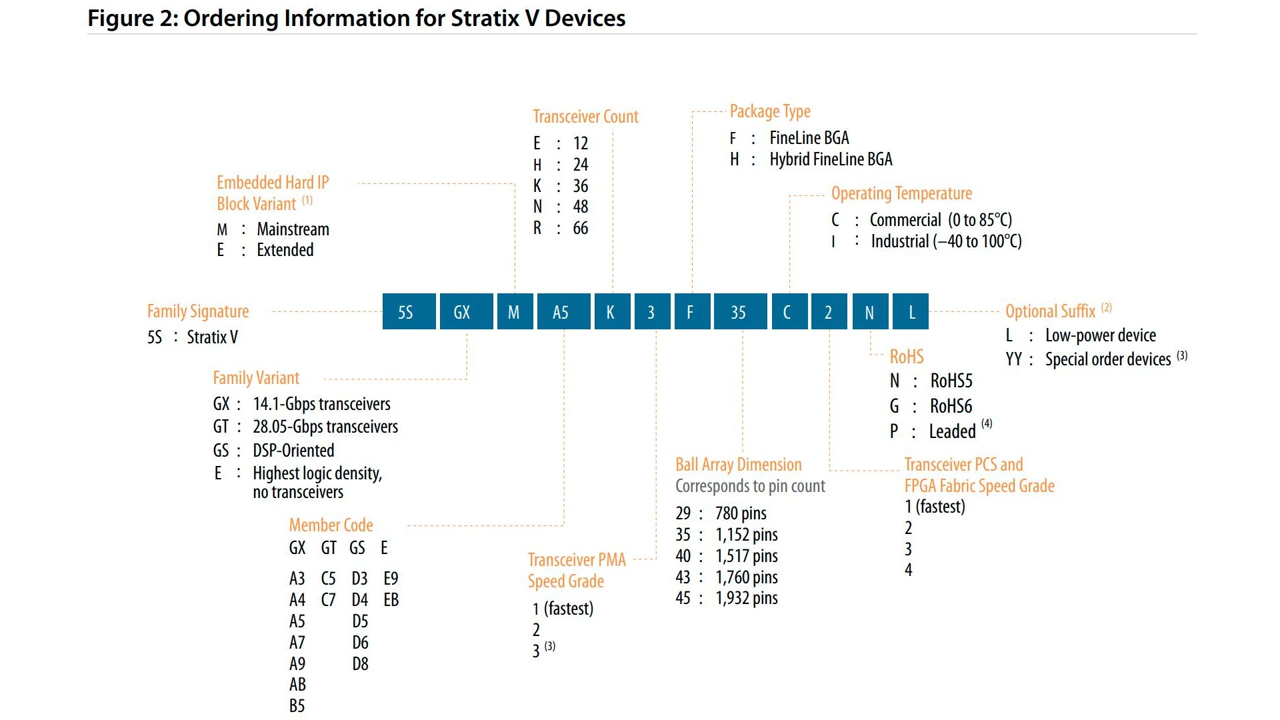 Figure 2: Ordering Information for Stratix V Devices
Transceiver Count
E : 12
H : 24
K : 36
N : 48
R : 66
Package Type
F : FineLine BGA
H : Hybrid FineLine BGA
Embedded Hard IP
Block Variant (1)
M : Mainstream
E : Extended
Operating Temperature
C : Commercial (0 to 85°C)
I : Industrial (–40 to 100°C)
Family Signature
5S : Stratix V
5S GX M A5 K 3 F 35 C 2 N L
Optional Suffix (2)
L : Low-power device
YY : Special order devices (3)
RoHS
N : RoHS5
G : RoHS6
P : Leaded (4)
Family Variant
GX : 14.1-Gbps transceivers
GT : 28.05-Gbps transceivers
GS : DSP-Oriented
E : Highest logic density,
no transceivers
Member Code
GX GT GS E
A3 C5 D3 E9
A4 C7 D4 EB
A5 D5
A7 D6
A9 D8
AB
B5
Transceiver PMA
Speed Grade
1 (fastest)
2
3 (3)
Ball Array Dimension
Corresponds to pin count
29 : 780 pins
35 : 1,152 pins
40 : 1,517 pins
43 : 1,760 pins
45 : 1,932 pins
Transceiver PCS and
FPGA Fabric Speed Grade
1 (fastest)
2
3
4